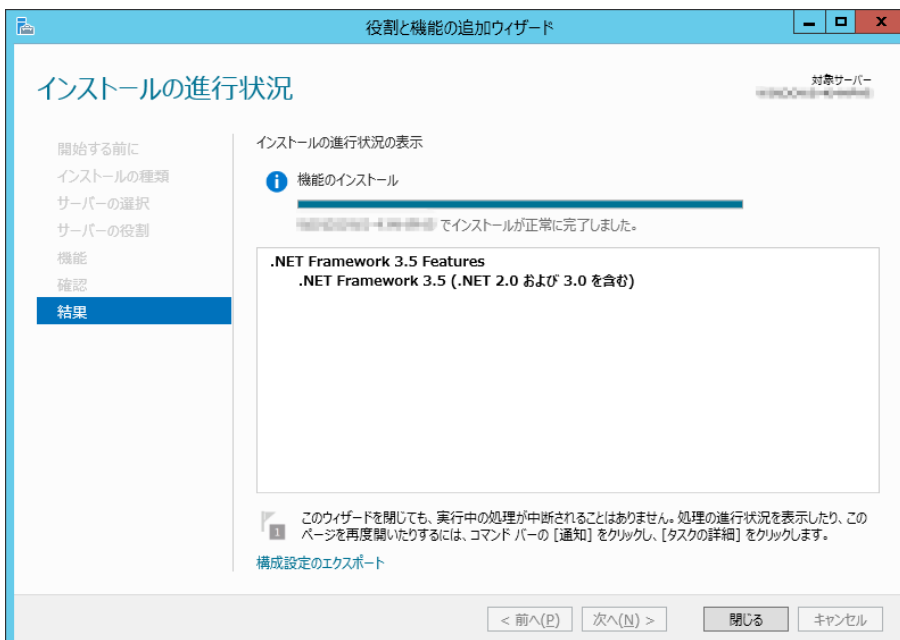 役割と機能の追加ウィザード
インストールの進行状況
対象サーバー
開始する前に
インストールの種類
サーバーの選択
サーバーの役割
機能
確認
結果
インストールの進行状況の表示
機能のインストール
でインストールが正常に完了しました。
.NET Framework 3.5 Features
.NET Framework 3.5 (.NET 2.0 および 3.0 を含む)
1
このウィザードを閉じても、実行中の処理が中断されることはありません。処理の進行状況を表示したり、この
ページを再度開いたりするには、コマンド バーの [通知] をクリックし、[タスクの詳細] をクリックします。
構成設定のエクスポート
< 前へ(P)
次へ(N) >
閉じる
キャンセル